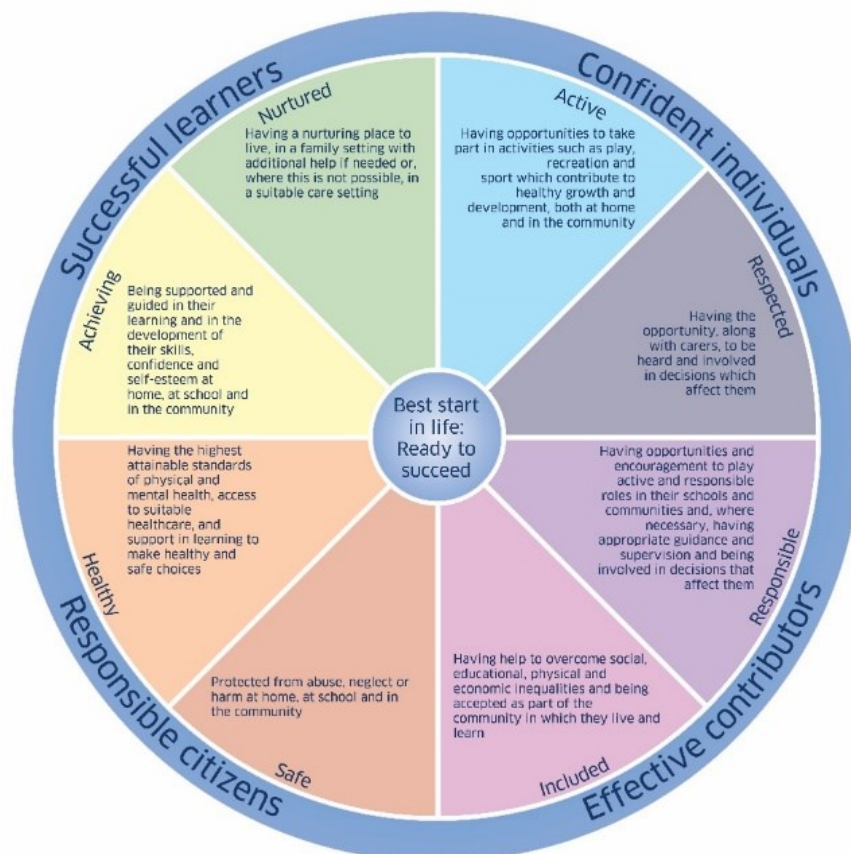 Successful learners
Confident individuals
Nurtured
Having a nurturing place to
live, in a family setting with
additional help if needed or,
where this is not possible, in
a suitable care setting
Active
Having opportunities to take
part in activities such as play,
recreation and
sport which contribute to
healthy growth and
development, both at home
and in the community
Respected
Having the
opportunity, along
with carers, to be
heard and involved
in decisions which
affect them
Achieving
Being supported and
guided in their
learning and in the
development of
their skills,
confidence and
self-esteem at
home, at school and
in the community
Best start
in life:
Ready to
succeed
Healthy
Having the highest
attainable standards
of physical and
mental health, access
to suitable
healthcare, and
support in learning to
make healthy and
safe choices
Responsible
Having opportunities and
encouragement to play
active and responsible
roles in their schools and
communities and, where
necessary, having
appropriate guidance and
supervision and being
involved in decisions that
affect them
Safe
Protected from abuse, neglect or
harm at home, at school and in
the community
Included
Having help to overcome social,
educational, physical and
economic inequalities and being
accepted as part of the
community in which they live and
learn
Responsible citizens
Effective contributors